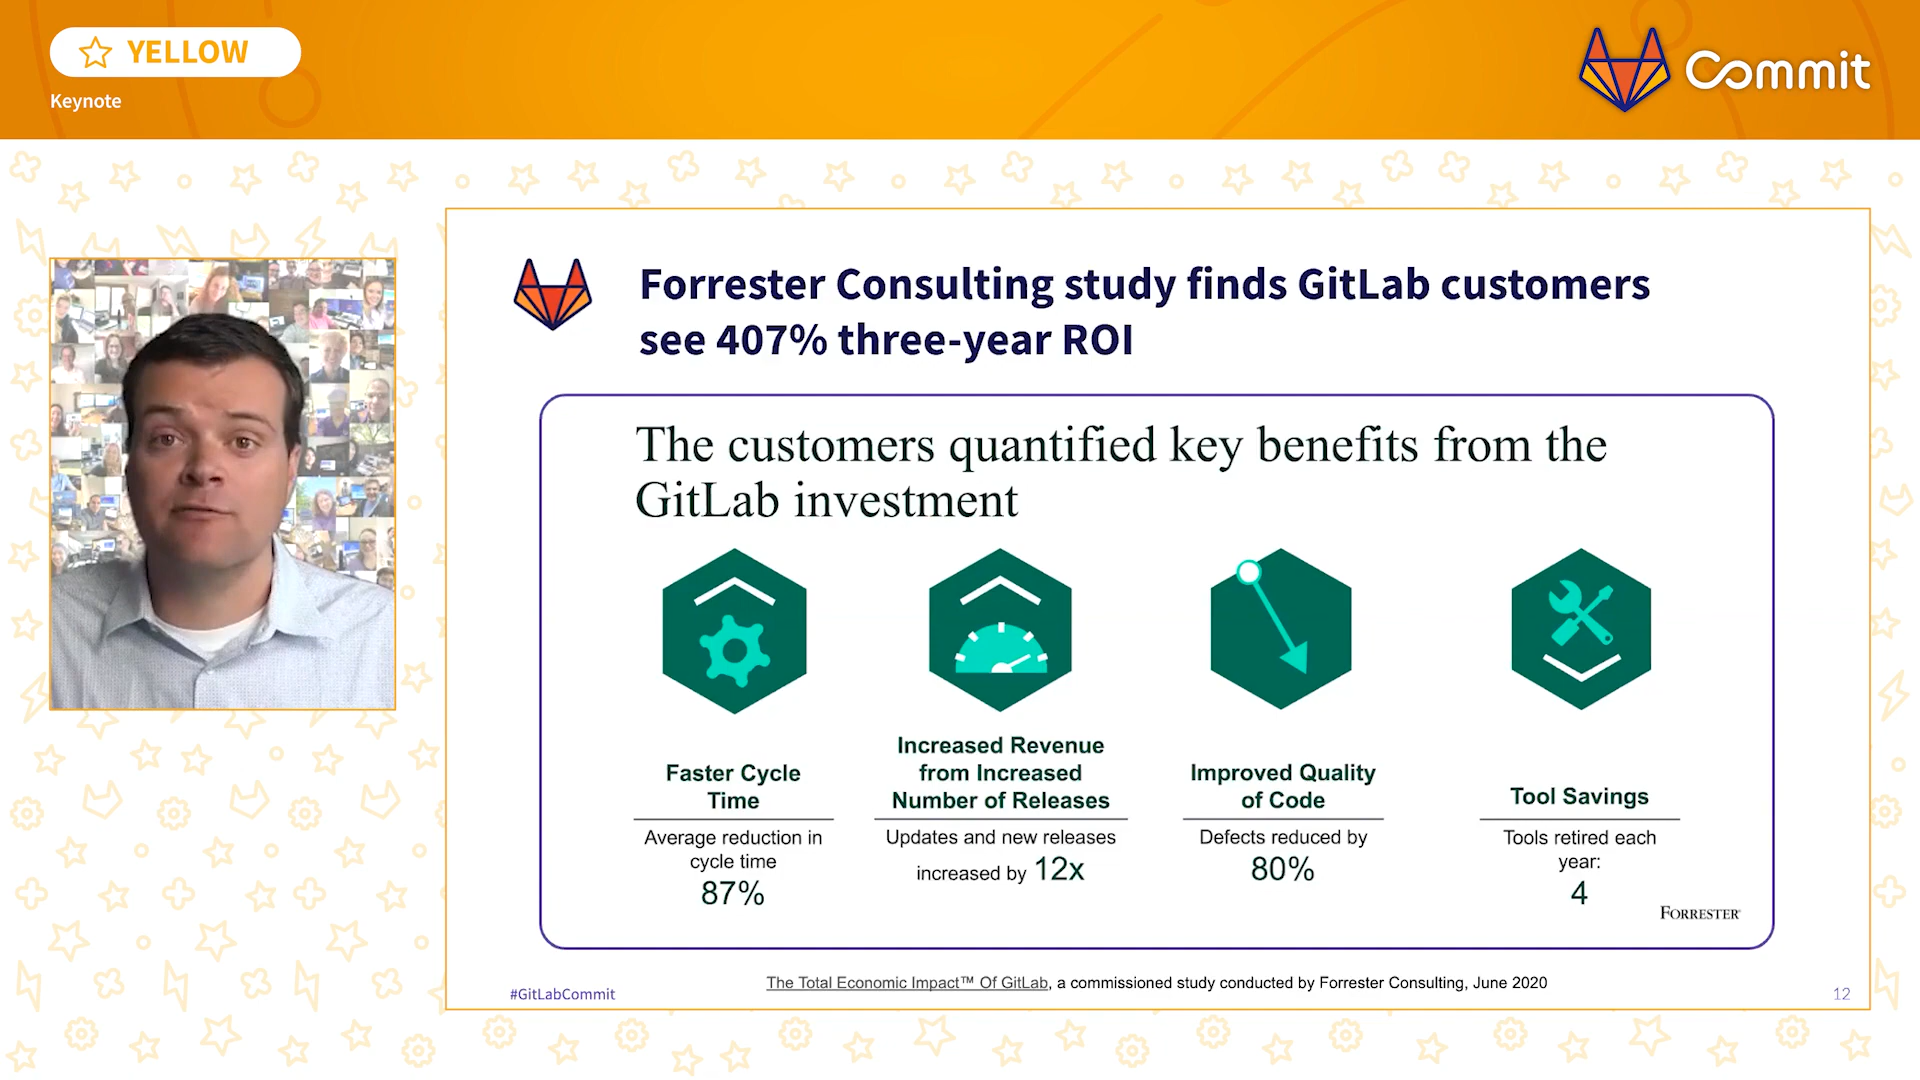 YELLOW
Keynote
Commit
Forrester Consulting study finds GitLab customers
see 407% three-year ROI
The customers quantified key benefits from the
GitLab investment
Faster Cycle
Time
Average reduction in
cycle time
87%
Increased Revenue
from Increased
Number of Releases
Updates and new releases
increased by 12x
Improved Quality
of Code
Defects reduced by
80%
Tool Savings
Tools retired each
year:
4
FORRESTER
The Total Economic Impact™ Of GitLab, a commissioned study conducted by Forrester Consulting, June 2020
#GitLabCommit
12